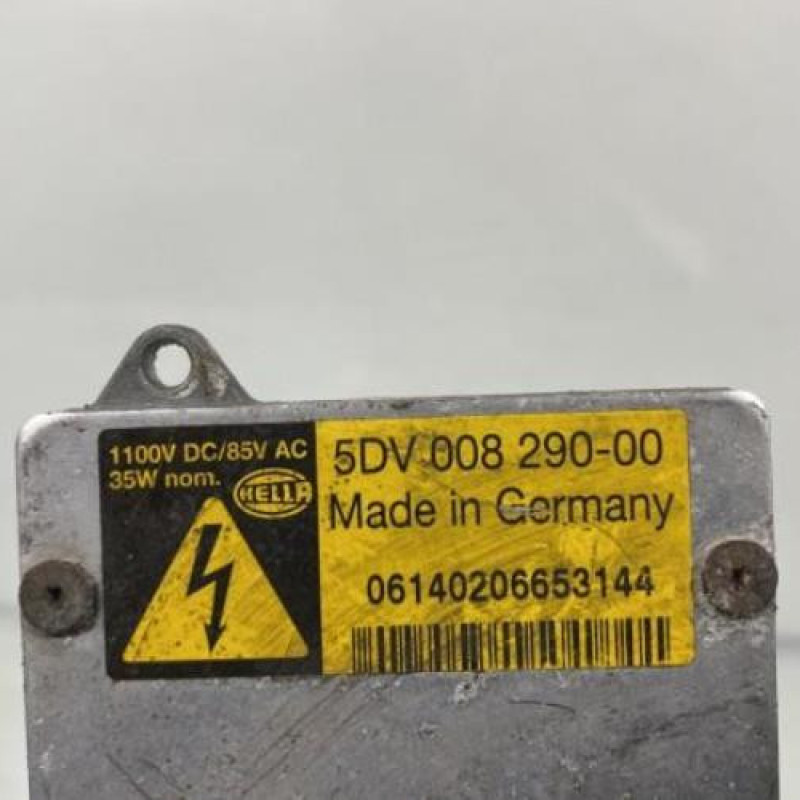 1100V DC/85V AC
35W nom.
HELLA
5DV 008 290-00
Made in Germany
06140206653144